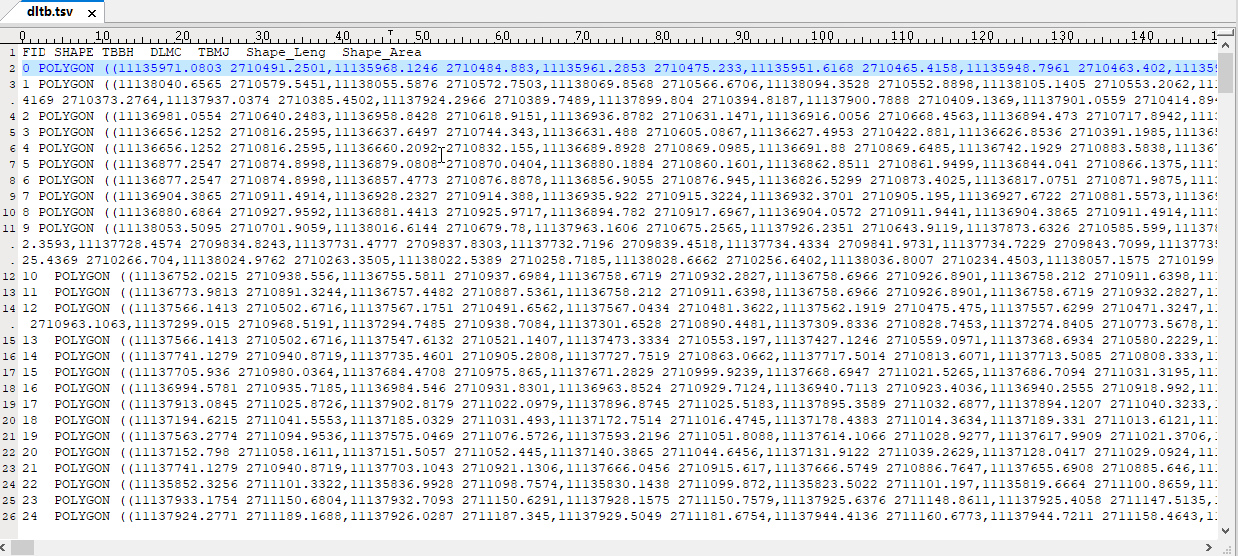 dltb.tsv ×
0 10 20 30 40 50 60 70 80 90 100 110 120 130 140 1
1 FID SHAPE TBBH DLMC TBMJ Shape_Leng Shape_Area
2 0 POLYGON ((11135971.0803 2710491.2501,11135968.1246 2710484.883,11135961.2853 2710475.233,11135951.6168 2710465.4158,11135948.7961 2710463.402,111359
3 1 POLYGON ((11138040.6565 2710579.5451,11138055.5876 2710572.7503,11138069.8568 2710566.6706,11138094.3528 2710552.8898,11138105.1405 2710553.2062,11
. 4169 2710373.2764,11137937.0374 2710385.4502,11137924.2966 2710389.7489,11137899.804 2710394.8187,11137900.7888 2710409.1369,11137901.0559 2710414.894
4 2 POLYGON ((11136981.0554 2710640.2483,11136958.8428 2710618.9151,11136936.8782 2710631.1471,11136916.0056 2710668.4563,11136894.473 2710717.8942,111
5 3 POLYGON ((11136656.1252 2710816.2595,11136637.6497 2710744.343,11136631.488 2710605.0867,11136627.4953 2710422.881,11136626.8536 2710391.1985,11136
6 4 POLYGON ((11136656.1252 2710816.2595,11136660.2092 2710832.155,11136689.8928 2710869.0985,11136691.88 2710869.6485,11136742.1929 2710883.5838,11136
7 5 POLYGON ((11136877.2547 2710874.8998,11136879.0808 2710870.0404,11136880.1884 2710860.1601,11136862.8511 2710861.9499,11136844.041 2710866.1375,111
8 6 POLYGON ((11136877.2547 2710874.8998,11136857.4773 2710876.8878,11136856.9055 2710876.945,11136826.5299 2710873.4025,11136817.0751 2710871.9875,111
9 7 POLYGON ((11136904.3865 2710911.4914,11136928.2327 2710914.388,11136935.922 2710915.3224,11136932.3701 2710905.195,11136927.6722 2710881.5573,111
10 8 POLYGON ((11136880.6864 2710927.9592,11136881.4413 2710925.9717,11136894.782 2710917.6967,11136904.0572 2710911.9441,11136904.3865 2710911.4914,111
11 9 POLYGON ((11138053.5095 2710701.9059,11138016.6144 2710679.78,11137963.1606 2710675.2565,11137926.2351 2710643.9119,11137873.6326 2710585.599,111
. 2.3593,11137728.4574 2709834.8243,11137731.4777 2709837.8303,11137732.7196 2709839.4518,11137734.4334 2709841.9731,11137734.7229 2709843.7099,1113773
. 25.4369 2710266.704,11138024.9762 2710263.3505,11138022.5389 2710258.7185,11138028.6662 2710256.6402,11138036.8007 2710234.4503,11138057.1575 2710199
12 10 POLYGON ((11136752.0215 2710938.556,11136755.5811 2710937.6984,11136758.6719 2710932.2827,11136758.6966 2710926.8901,11136758.212 2710911.6398,11
13 11 POLYGON ((11136773.9813 2710891.3244,11136757.4482 2710887.5361,11136758.212 2710911.6398,11136758.6966 2710926.8901,11136758.6719 2710932.2827,11
14 12 POLYGON ((11137566.1413 2710502.6716,11137567.1751 2710491.6562,11137567.0434 2710481.3622,11137562.1919 2710475.475,11137557.6299 2710471.3247,11
. 2710963.1063,11137299.015 2710968.5191,11137294.7485 2710938.7084,11137301.6528 2710890.4481,11137309.8336 2710828.7453,11137274.8405 2710773.5678,11
15 13 POLYGON ((11137566.1413 2710502.6716,11137547.6132 2710521.1407,11137473.3334 2710553.197,11137427.1246 2710559.0971,11137368.6934 2710580.2229,11
16 14 POLYGON ((11137741.1279 2710940.8719,11137735.4601 2710905.2808,11137727.7519 2710863.0662,11137717.5014 2710813.6071,11137713.5085 2710808.333,11
17 15 POLYGON ((11137705.936 2710980.0364,11137684.4708 2710975.865,11137671.2829 2710999.9239,11137668.6947 2711021.5265,11137686.7094 2711031.3195,11
18 16 POLYGON ((11136994.5781 2710935.7185,11136984.546 2710931.8301,11136963.8524 2710929.7124,11136940.7113 2710923.4036,11136940.2555 2710918.992,11
19 17 POLYGON ((11137913.0845 2711025.8726,11137902.8179 2711022.0979,11137896.8745 2711025.5183,11137895.3589 2711032.6877,11137894.1207 2711040.3233,
20 18 POLYGON ((11137194.6215 2711041.5553,11137185.0329 2711031.493,11137172.7514 2711016.4745,11137178.4383 2711014.3634,11137189.331 2711013.6121,11
21 19 POLYGON ((11137563.2774 2711094.9536,11137575.0469 2711076.5726,11137593.2196 2711051.8088,11137614.1066 2711028.9277,11137617.9909 2711021.3706,
22 20 POLYGON ((11137152.798 2711058.1611,11137151.5057 2711052.445,11137140.3865 2711044.6456,11137131.9122 2711039.2629,11137128.0417 2711029.0924,11
23 21 POLYGON ((11137741.1279 2710940.8719,11137703.1043 2710921.1306,11137666.0456 2710915.617,11137666.5749 2710886.7647,11137655.6908 2710885.646,11
24 22 POLYGON ((11135852.3256 2711101.3322,11135836.9928 2711098.7574,11135830.1438 2711099.872,11135823.5022 2711101.197,11135819.6664 2711100.8659,11
25 23 POLYGON ((11137933.1754 2711150.6804,11137932.7093 2711150.6291,11137928.1575 2711150.7579,11137925.6376 2711148.8611,11137925.4058 2711147.5135,
26 24 POLYGON ((11137924.2771 2711189.1688,11137926.0287 2711187.345,11137929.5049 2711181.6754,11137944.4136 2711160.6773,11137944.7211 2711158.4643,